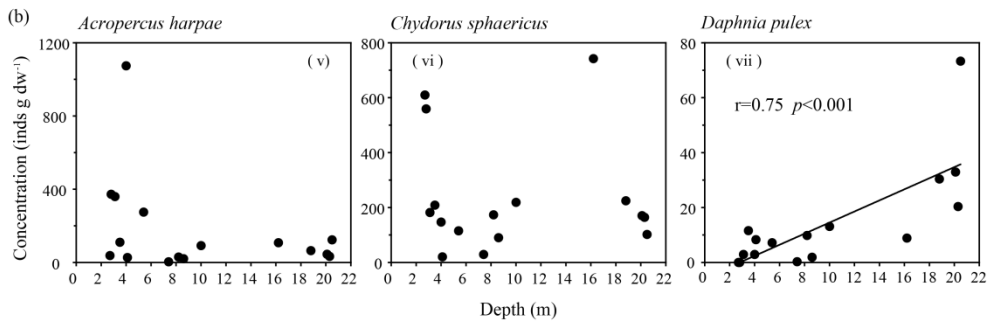 (b)
Acropercus harpae
Chydorus sphaericus
Daphnia pulex
Concentration (inds g dw⁻¹)
1200
800
400
0
( v)
0 2 4 6 8 10 12 14 16 18 20 22
800
600
400
200
0
( vi )
0 2 4 6 8 10 12 14 16 18 20 22
80
60
40
20
0
( vii )
r=0.75 p<0.001
0 2 4 6 8 10 12 14 16 18 20 22
Depth (m)